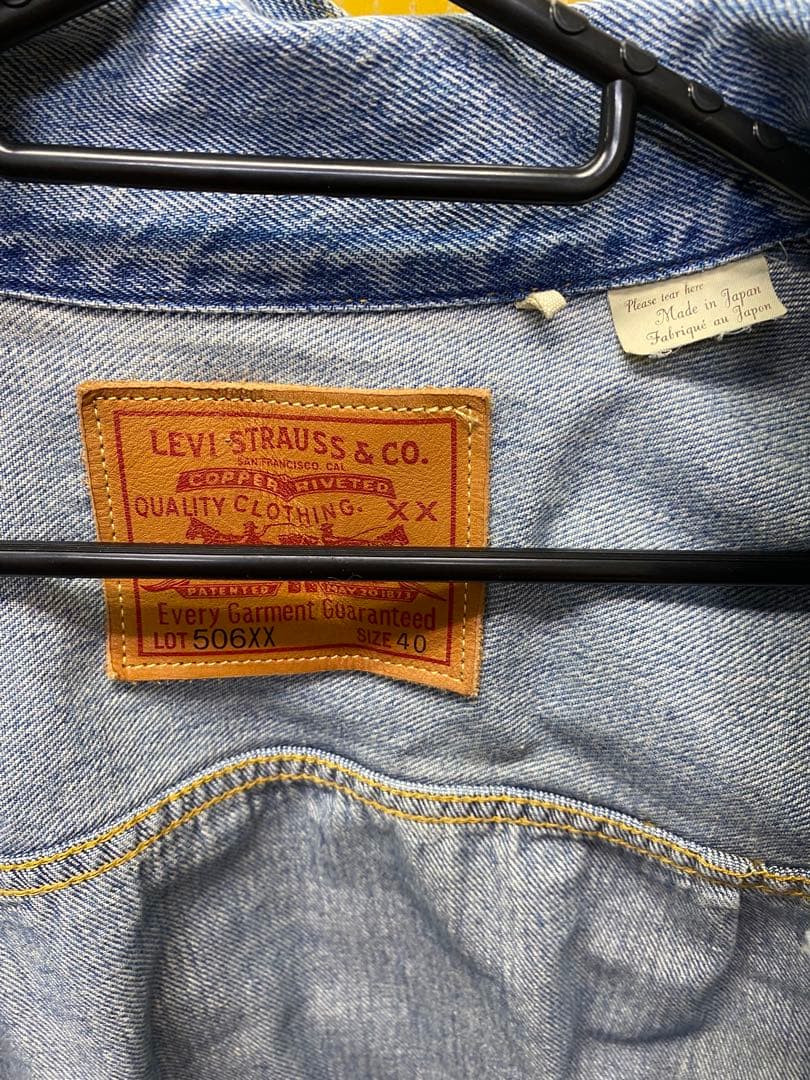 Please tear here
Made in Japan
Fabriqué au Japon
LEVI STRAUSS & CO.
SAN FRANCISCO, CAL
COPPER RIVETED
QUALITY CLOTHING. XX
PATENTED MAY 20 1873
Every Garment Guaranteed
LOT 506XX SIZE 40